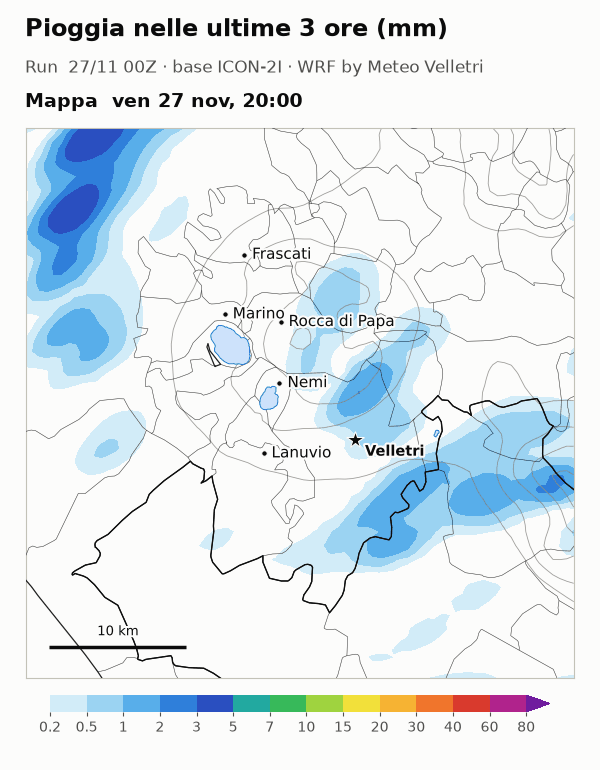 Pioggia nelle ultime 3 ore (mm)
Run 27/11 00Z · base ICON-2I · WRF by Meteo Velletri
Mappa ven 27 nov, 20:00
Frascati
Marino
Rocca di Papa
Nemi
Velletri
Lanuvio
10 km
0.2 0.5 1 2 3 5 7 10 15 20 30 40 60 80